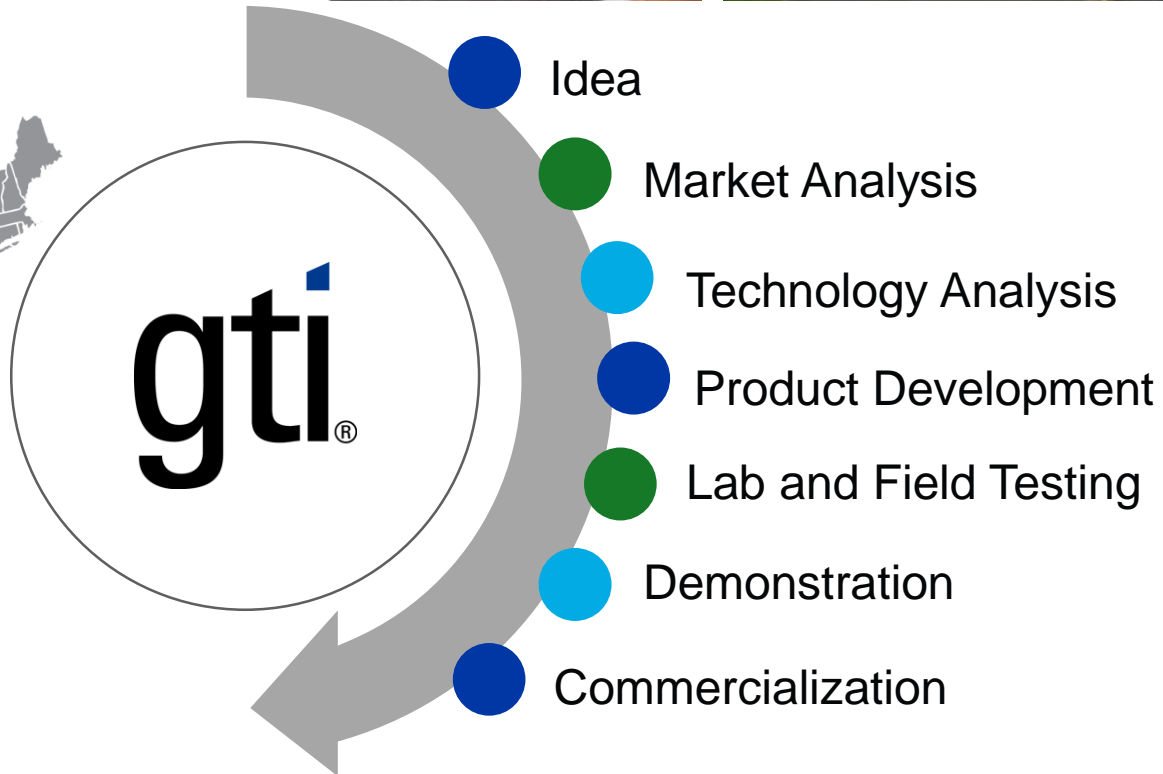 Idea
Market Analysis
Technology Analysis
gti®
Product Development
Lab and Field Testing
Demonstration
Commercialization